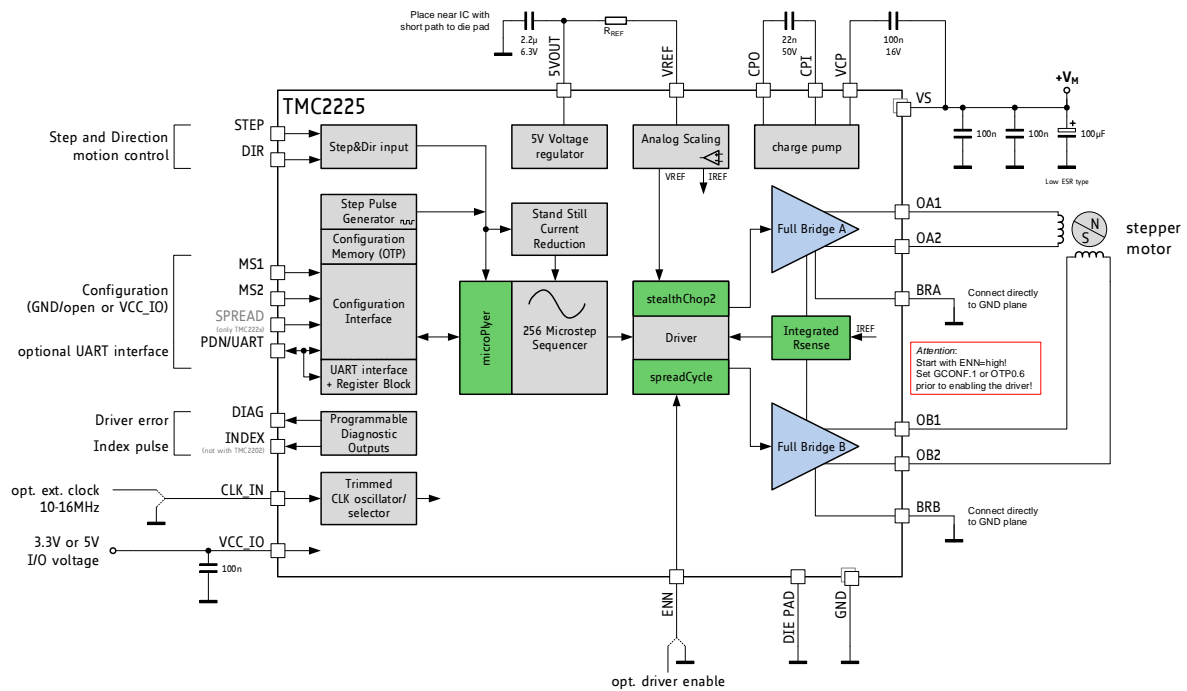 Place near IC with
short path to die pad
2.2µ
6.3V
5VOUT
RREF
VREF
CPO
22n
50V
CPI
VCP
100n
16V
+VM
VS
100n
100n
+
100µF
Low ESR type
TMC2225
Step and Direction
motion control
STEP
DIR
Step&Dir input
5V Voltage
regulator
Analog Scaling
VREF
IREF
charge pump
Step Pulse
Generator
Configuration
Memory (OTP)
Stand Still
Current
Reduction
Full Bridge A
OA1
OA2
N
S
stepper
motor
Configuration
(GND/open or VCC_IO)
optional UART interface
MS1
MS2
SPREAD
(only TMC222x)
PDN/UART
Configuration
Interface
UART interface
+ Register Block
microPlyer
256 Microstep
Sequencer
stealthChop2
Driver
spreadCycle
Integrated
Rsense
IREF
BRA
Connect directly
to GND plane
Attention:
Start with ENN=high!
Set GCONF.1 or OTP0.6
prior to enabling the driver!
Driver error
Index pulse
DIAG
INDEX
(not with TMC2202)
Programmable
Diagnostic
Outputs
Full Bridge B
OB1
OB2
opt. ext. clock
10-16MHz
CLK_IN
Trimmed
CLK oscillator/
selector
BRB
Connect directly
to GND plane
3.3V or 5V
I/O voltage
VCC_IO
100n
ENN
DIE PAD
GND
opt. driver enable